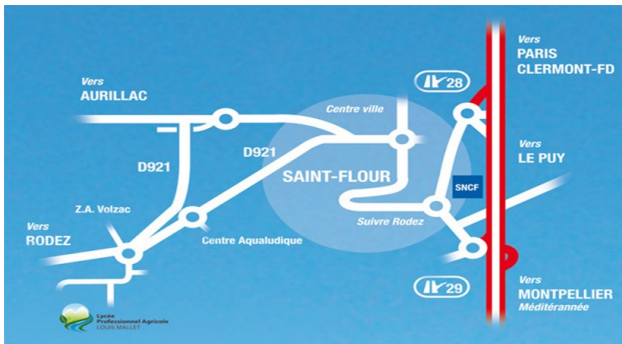 Vers
PARIS
CLERMONT-FD
28
Vers
AURILLAC
Centre ville
D921
D921
Vers
LE PUY
SAINT-FLOUR
SNCF
Z.A. Volzac
Suivre Rodez
Vers
RODEZ
Centre Aqualudique
29
Vers
MONTPELLIER
Méditérannée
Lycée
Professionnel Agricole
LOUIS MALLET